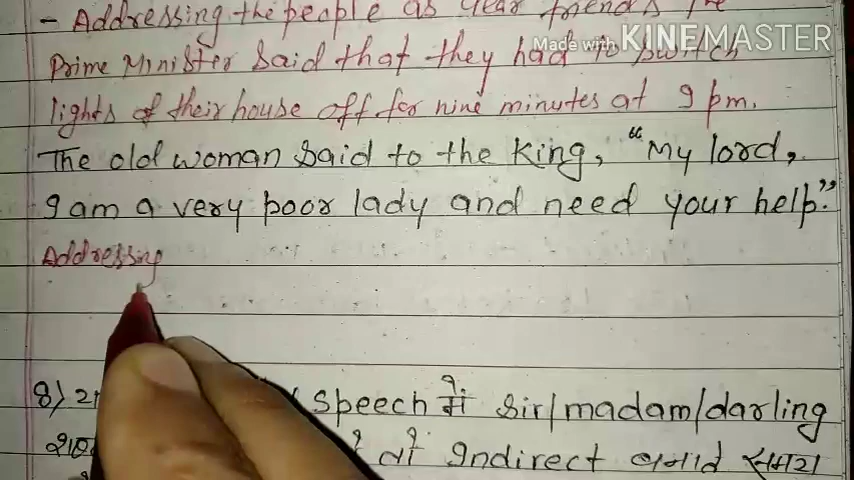 - Addressing the people as dear friends the
Made with KINEMASTER
Prime Minister said that they had to switch
lights of their house off for nine minutes at 9 pm.
The old woman said to the King, "My lord,
I am a very poor lady and need your help."
Addressing
8) speech में sir/madam/darling
तो Indirect बनाते समय